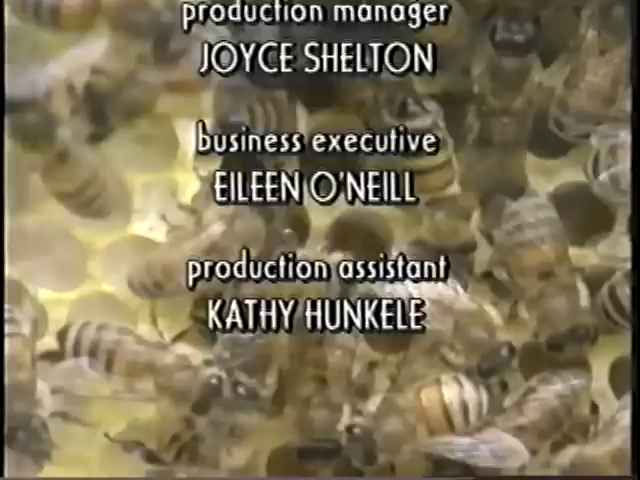 production manager
JOYCE SHELTON
business executive
EILEEN O'NEILL
production assistant
KATHY HUNKELE